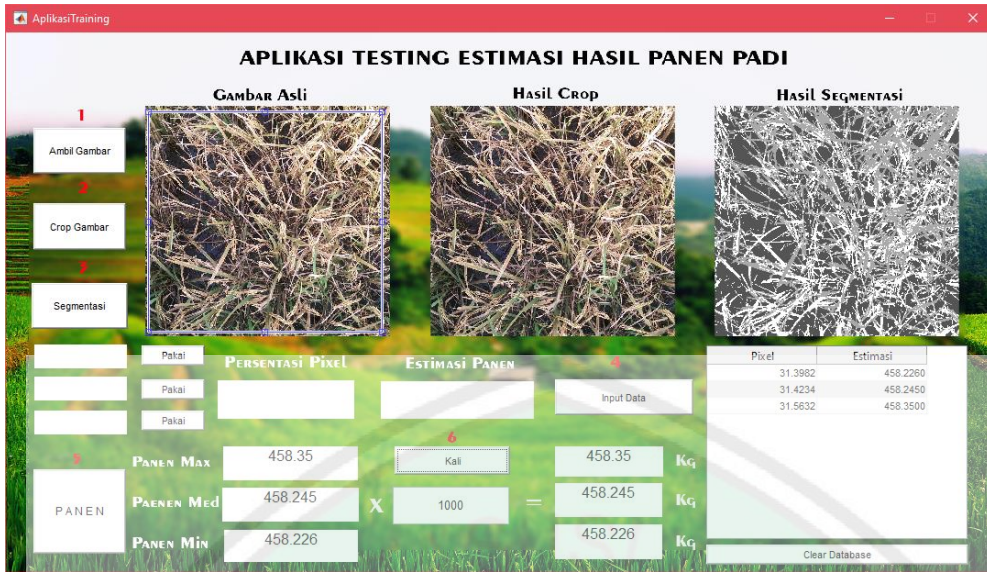 AplikasiTraining
APLIKASI TESTING ESTIMASI HASIL PANEN PADI
Gambar Asli
Hasil Crop
Hasil Segmentasi
1
Ambil Gambar
2
Crop Gambar
3
Segmentasi
Pakai
Pakai
Pakai
Persentasi Pixel
Estimasi Panen
4
Input Data
Pixel Estimasi
31.3982 458.2260
31.4234 458.2450
31.5632 458.3500
5
PANEN
Panen Max 458.35
6
Kali
458.35 Kg
Paenen Med 458.245 X 1000 = 458.245 Kg
Panen Min 458.226 458.226 Kg
Clear Database